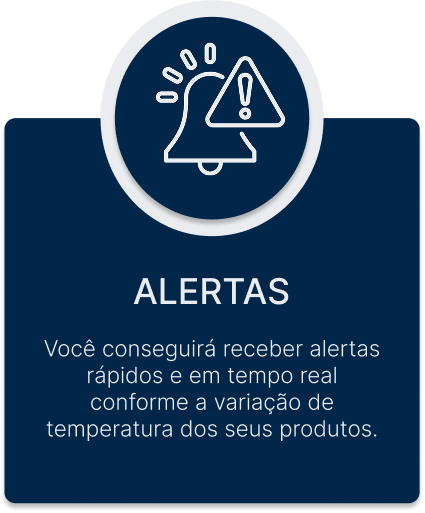 ALERTAS
Você conseguirá receber alertas
rápidos e em tempo real
conforme a variação de
temperatura dos seus produtos.